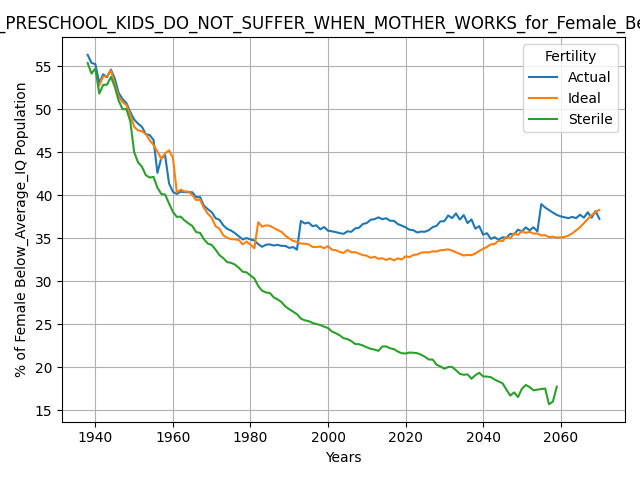 _PRESCHOOL_KIDS_DO_NOT_SUFFER_WHEN_MOTHER_WORKS_for_Female_Be
% of Female Below_Average_IQ Population
55
50
45
40
35
30
25
20
15
Fertility
Actual
Ideal
Sterile
1940 1960 1980 2000 2020 2040 2060
Years